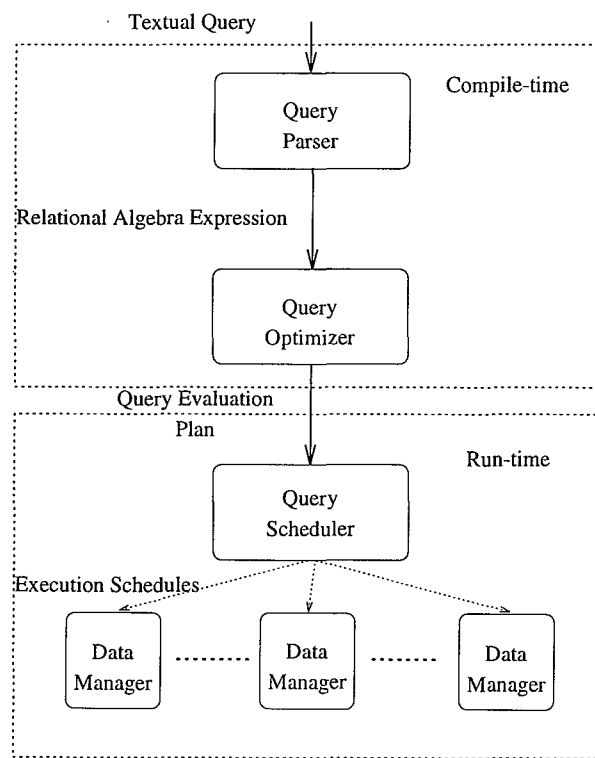 Textual Query
Compile-time
Query
Parser
Relational Algebra Expression
Query
Optimizer
Query Evaluation
Plan
Run-time
Query
Scheduler
Execution Schedules
Data
Manager
Data
Manager
Data
Manager